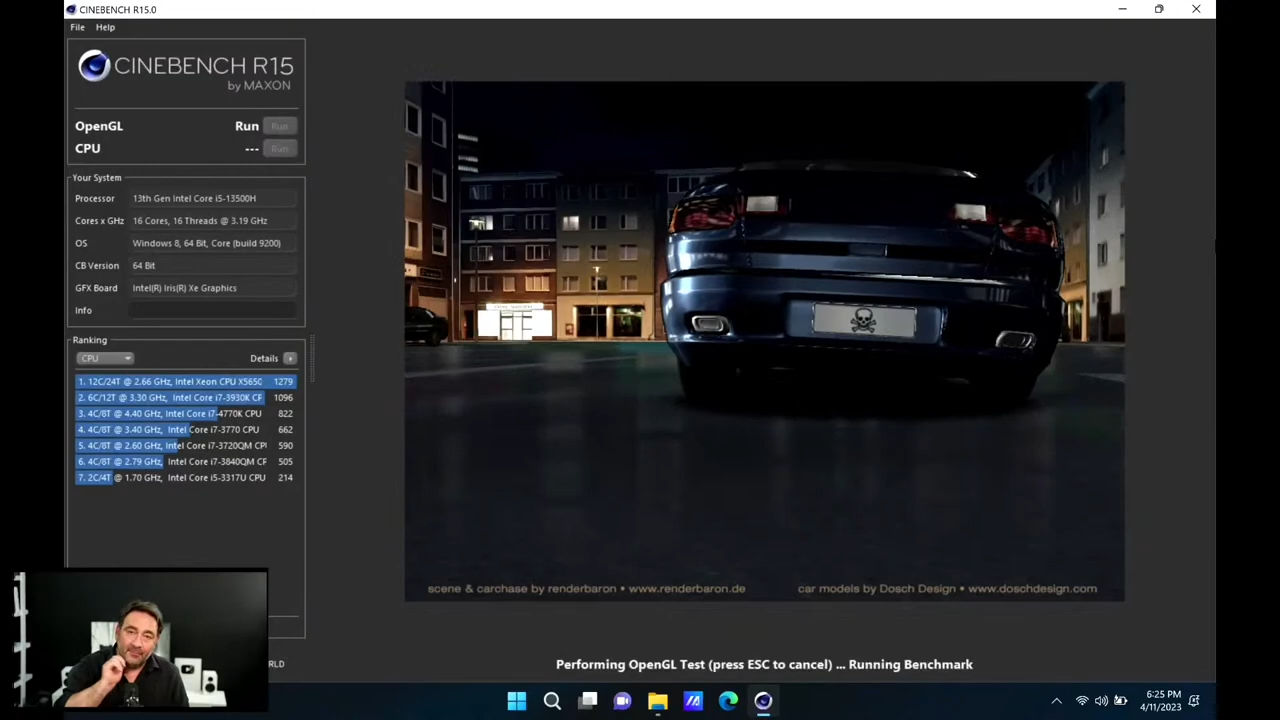 CINEBENCH R15.0
File Help
CINEBENCH R15
by MAXON
OpenGL Run Run
CPU --- Run
Your System
Processor 13th Gen Intel Core i5-13500H
Cores x GHz 16 Cores, 16 Threads @ 3.19 GHz
OS Windows 8, 64 Bit, Core (build 9200)
CB Version 64 Bit
GFX Board Intel(R) Iris(R) Xe Graphics
Info
Ranking
CPU Details
1. 12C/24T @ 2.66 GHz, Intel Xeon CPU X565( 1279
2. 6C/12T @ 3.30 GHz, Intel Core i7-3930K CF 1096
3. 4C/8T @ 4.40 GHz, Intel Core i7-4770K CPU 822
4. 4C/8T @ 3.40 GHz, Intel Core i7-3770 CPU 662
5. 4C/8T @ 2.60 GHz, Intel Core i7-3720QM CPI 590
6. 4C/8T @ 2.79 GHz, Intel Core i7-3840QM CF 505
7. 2C/4T @ 1.70 GHz, Intel Core i5-3317U CPU 214
scene & carchase by renderbaron • www.renderbaron.de
car models by Dosch Design • www.doschdesign.com
RLD
Performing OpenGL Test (press ESC to cancel) ... Running Benchmark
6:25 PM
4/11/2023